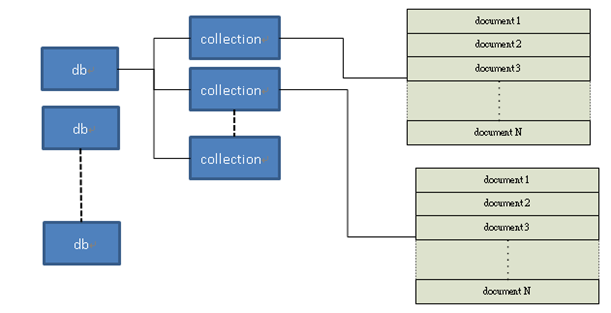 db
db
db
collection
collection
collection
document 1
document 2
document 3
document N
document 1
document 2
document 3
document N